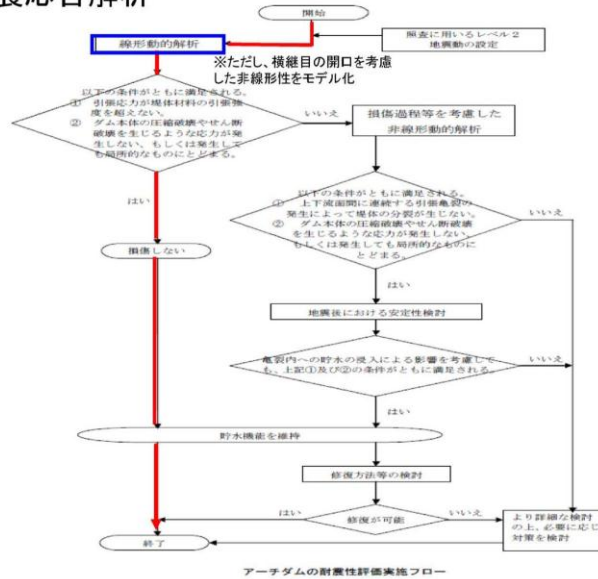 震応答解析
開始
照査に用いるレベル2
地震動の設定
線形動的解析
※ただし、横継目の開口を考慮
した非線形性をモデル化
以下の条件がともに満足される。
① 引張応力が堤体材料の引張強
度を超えない。
② ダム本体の圧縮破壊やせん断
破壊を生じるような応力が発
生しない、もしくは発生して
も局所的なものにとどまる。
いいえ
損傷過程等を考慮した
非線形動的解析
はい
以下の条件がともに満足される。
① 上下流面間に連続する引張亀裂の
発生によって堤体の分裂が生じない。
② ダム本体の圧縮破壊やせん断破壊
を生じるような応力が発生しない、
もしくは発生しても局所的なものに
とどまる。
いいえ
損傷しない
はい
地震後における安定性検討
亀裂内への貯水の浸入による影響を考慮して
も、上記①及び②の条件がともに満足される。
いいえ
はい
貯水機能を維持
修復方法等の検討
はい
修復が可能
いいえ
より詳細な検討
の上、必要に応じ
対策を検討
終了
アーチダムの耐震性評価実施フロー